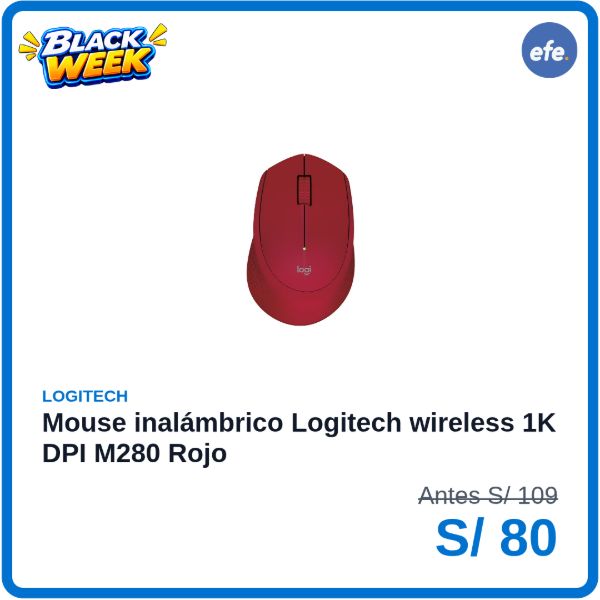 BLACK
WEEK
efe.
logi
LOGITECH
Mouse inalámbrico Logitech wireless 1K
DPI M280 Rojo
Antes S/ 109
S/ 80